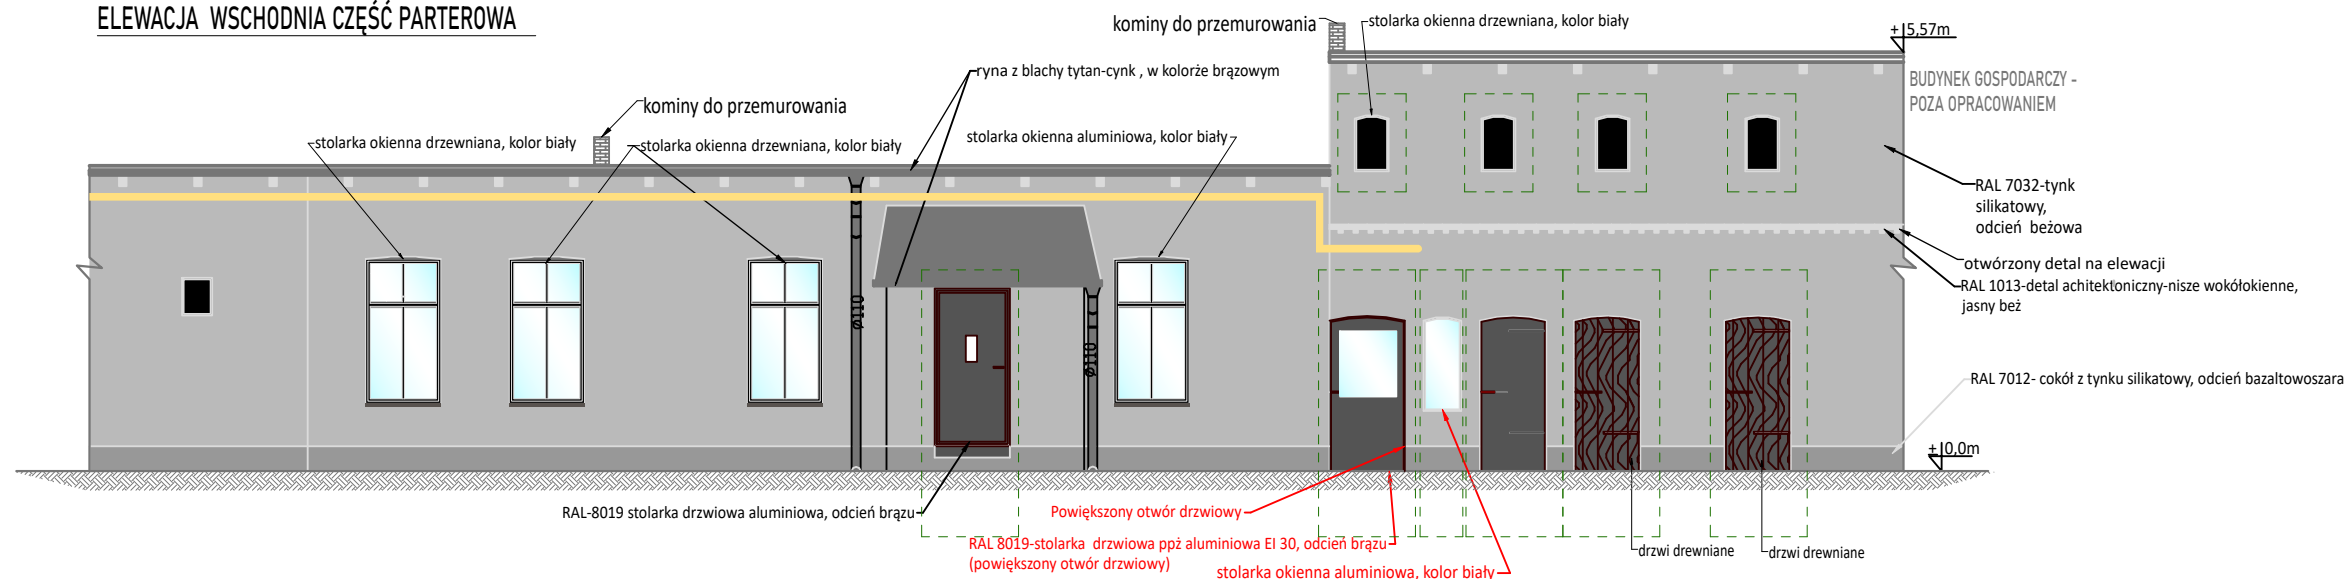 ELEWACJA WSCHODNIA CZĘŚĆ PARTEROWA
kominy do przemurowania
stolarka okienna drzewniana, kolor biały
+ 5,57m
ryna z blachy tytan-cynk , w kolorże brązowym
BUDYNEK GOSPODARCZY -
POZA OPRACOWANIEM
kominy do przemurowania
stolarka okienna drzewniana, kolor biały
stolarka okienna drzewniana, kolor biały
stolarka okienna aluminiowa, kolor biały
RAL 7032-tynk
silikatowy,
odcień beżowa
otwórzony detal na elewacji
RAL 1013-detal achitektoniczny-nisze wokółokienne,
jasny beż
Ø110
Ø110
RAL 7012- cokół z tynku silikatowy, odcień bazaltowoszara
+ 0,0m
RAL-8019 stolarka drzwiowa aluminiowa, odcień brązu
Powiększony otwór drzwiowy
RAL 8019-stolarka drzwiowa ppż aluminiowa EI 30, odcień brązu
(powiększony otwór drzwiowy)
stolarka okienna aluminiowa, kolor biały
drzwi drewniane
drzwi drewniane